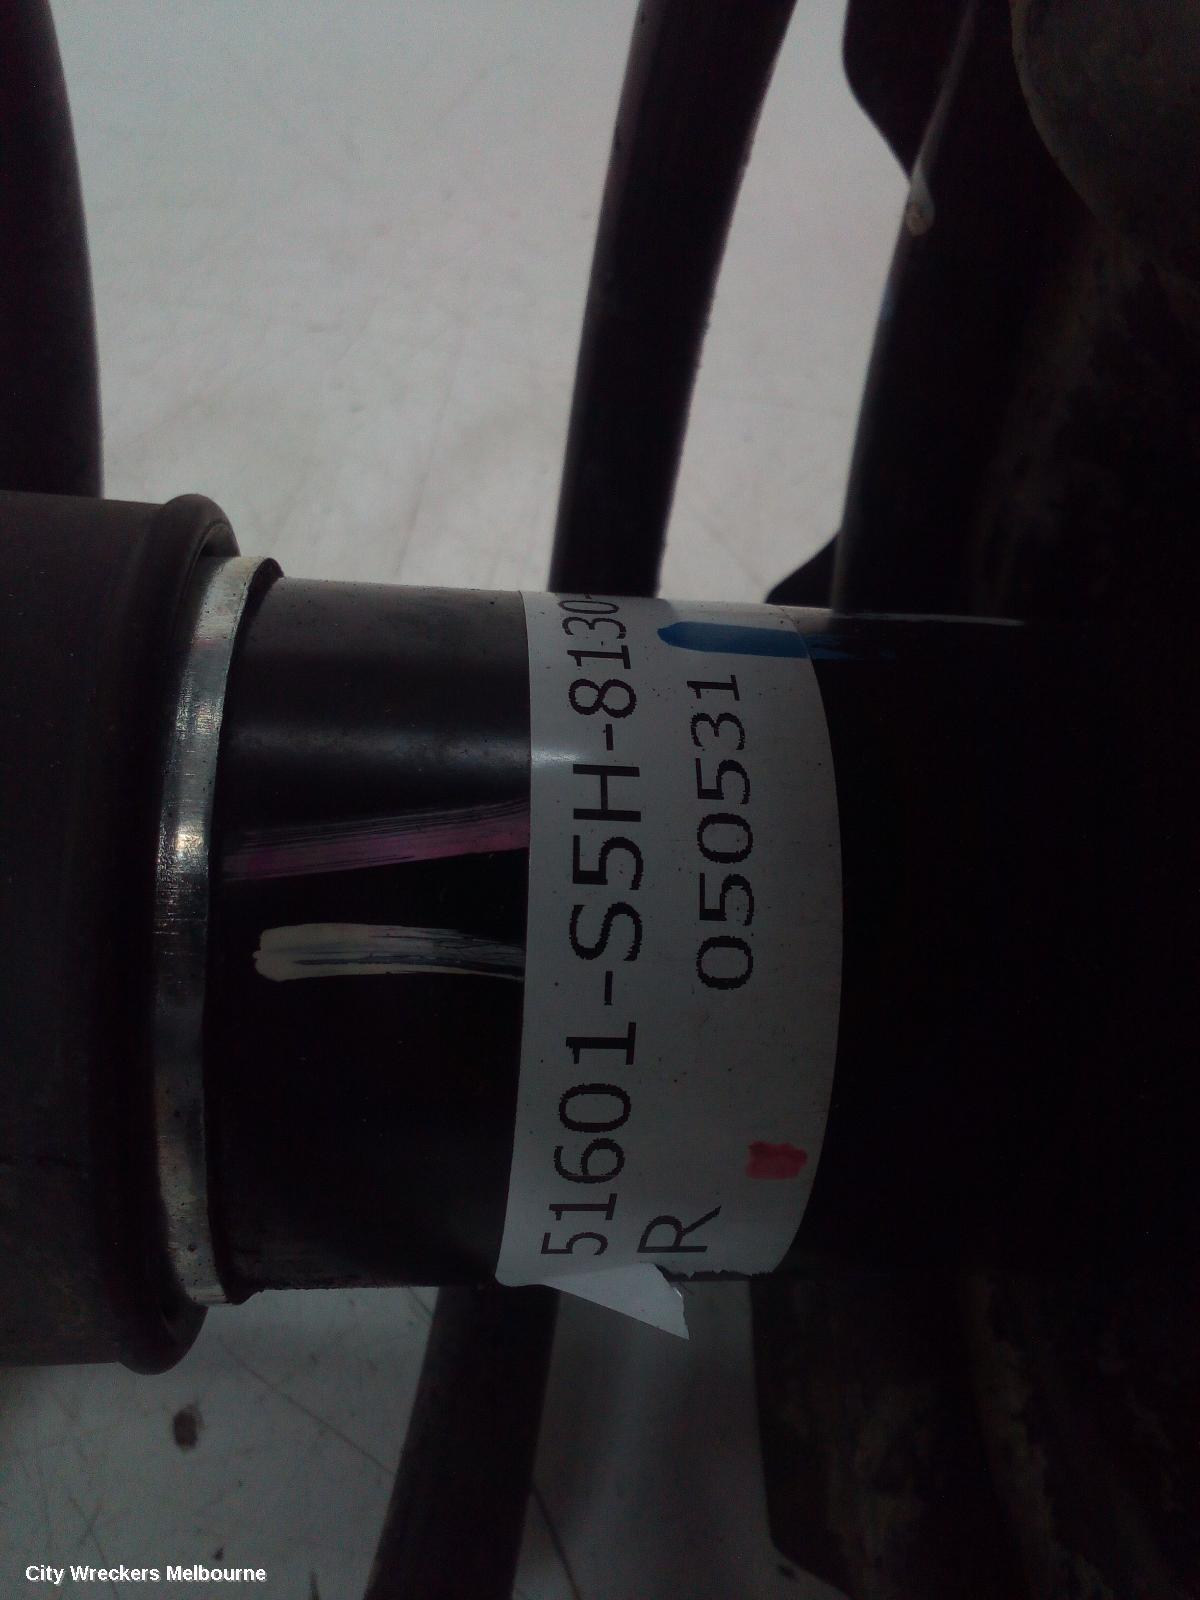 51601-S5H-8130-
R 050531
City Wreckers Melbourne